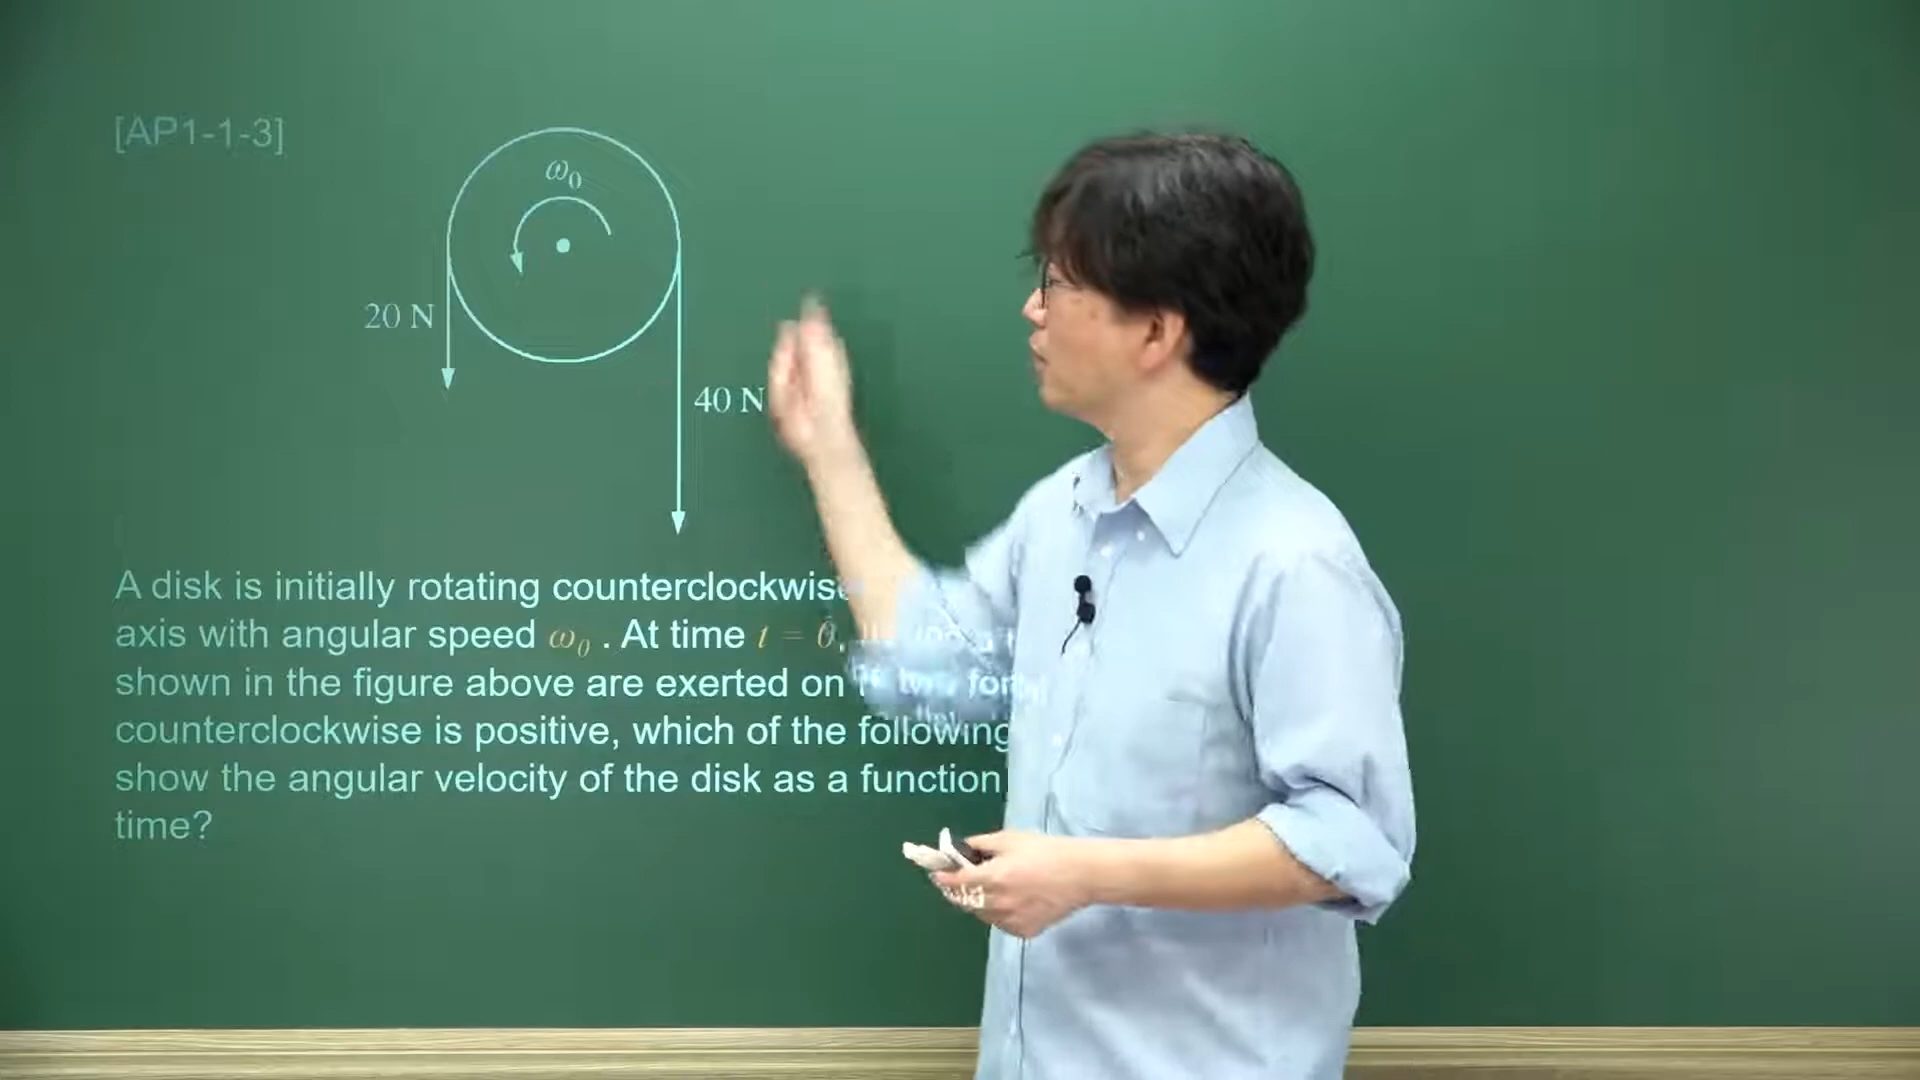 [AP1-1-3]
ω₀
20 N
40 N
A disk is initially rotating counterclockwise
axis with angular speed ω₀ . At time t = 0,
shown in the figure above are exerted on
counterclockwise is positive, which of the following
show the angular velocity of the disk as a function
time?